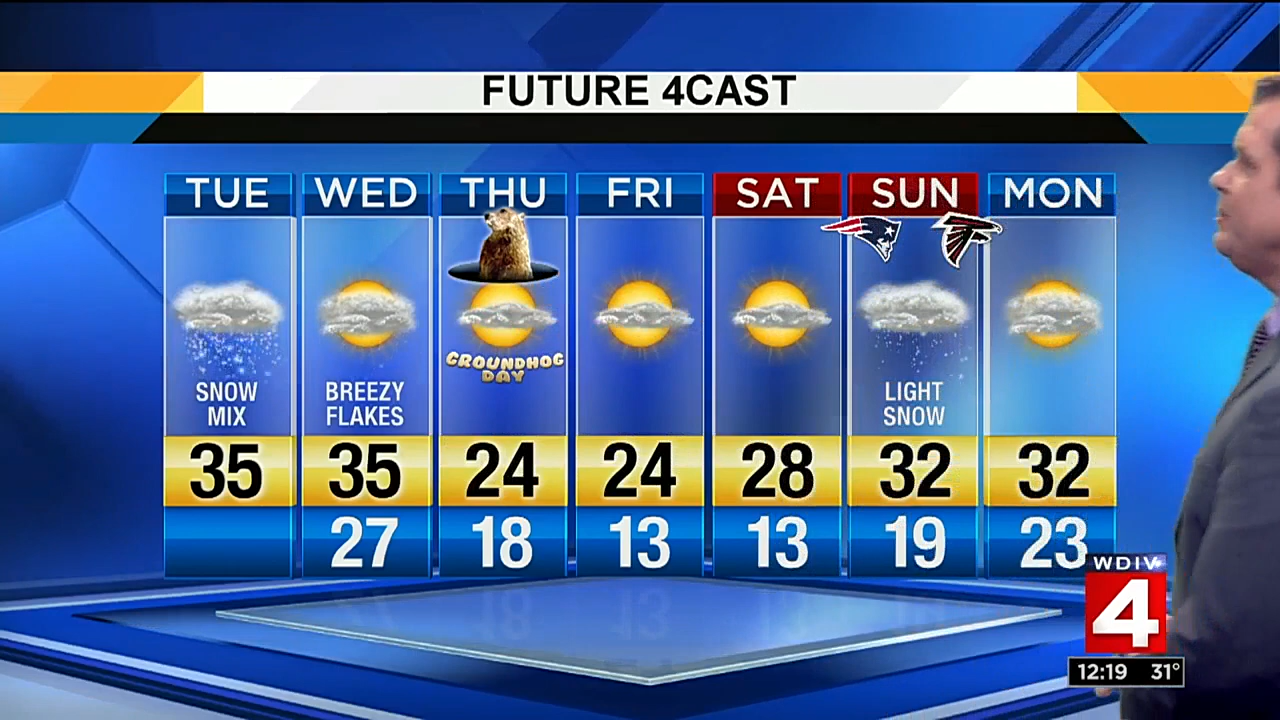 FUTURE 4CAST
TUE WED THU FRI SAT SUN MON
GROUNDHOG
DAY
SNOW
MIX
BREEZY
FLAKES
LIGHT
SNOW
35 35 24 24 28 32 32
27 18 13 13 19 23
WDIV
4
12:19 31°